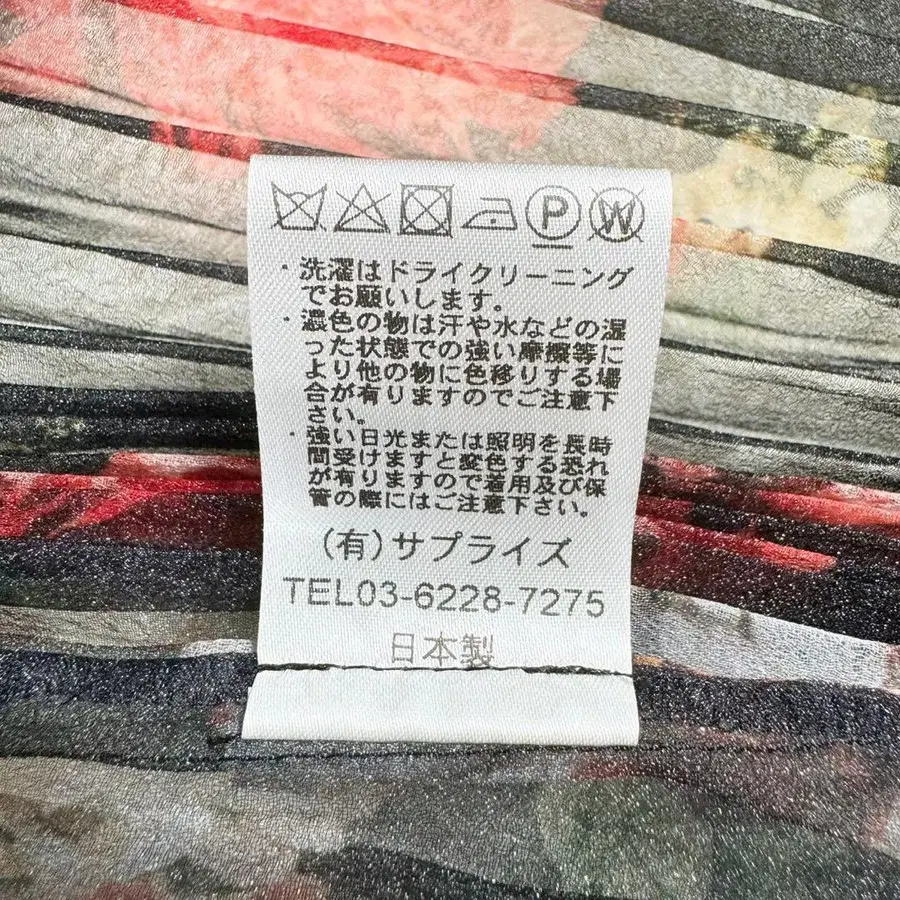 P W
・洗濯はドライクリーニング
でお願いします。
・濃色の物は汗や水などの湿
った状態での強い摩擦等に
より他の物に色移りする場
合が有りますのでご注意下
さい。
・強い日光または照明を長時
間受けますと変色する恐れ
が有りますので着用及び保
管の際にはご注意下さい。
(有)サプライズ
TEL03-6228-7275
日本製